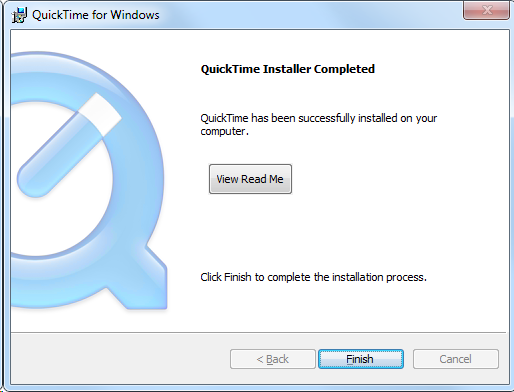 QuickTime for Windows
QuickTime Installer Completed
QuickTime has been successfully installed on your
computer.
View Read Me
Click Finish to complete the installation process.
< Back
Finish
Cancel